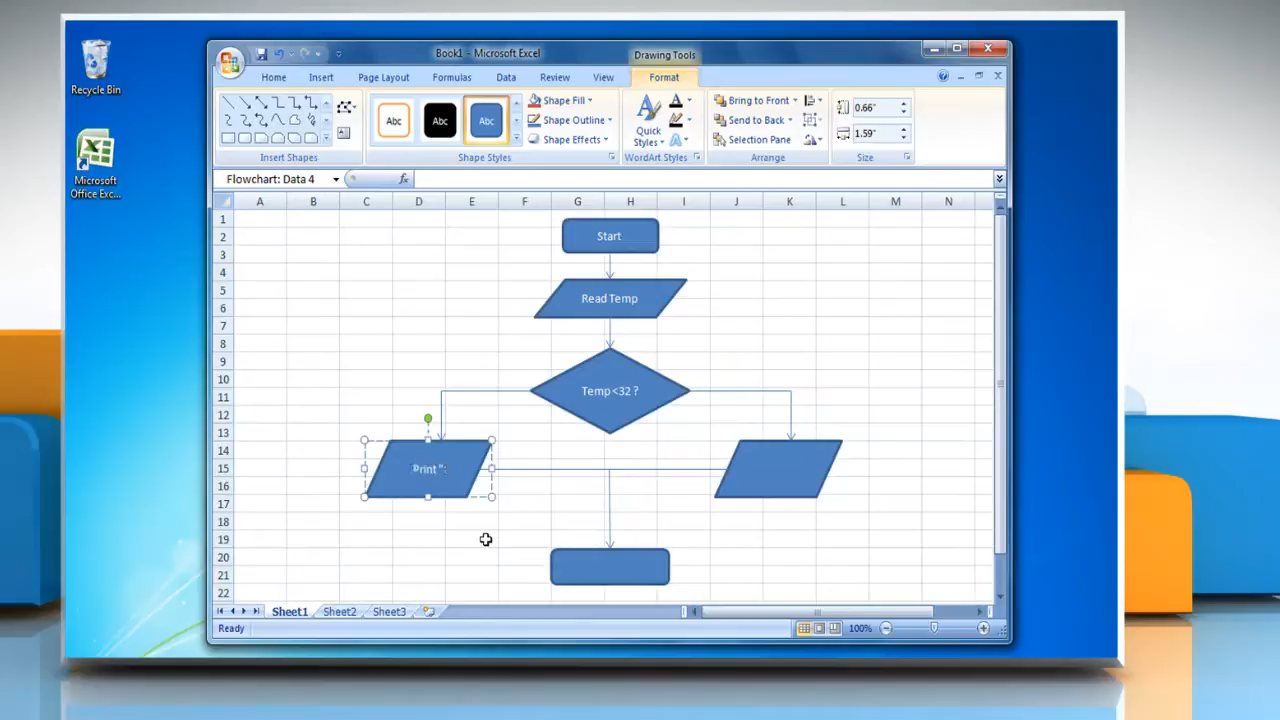 Recycle Bin
Microsoft
Office Exc...
Book1 - Microsoft Excel
Drawing Tools
Home Insert Page Layout Formulas Data Review View Format
Insert Shapes
Abc Abc Abc
Shape Fill
Shape Outline
Shape Effects
Shape Styles
Quick
Styles
A
A
A
WordArt Styles
Bring to Front
Send to Back
Selection Pane
Arrange
0.66"
1.59"
Size
Flowchart: Data 4
fx
A B C D E F G H I J K L M N
1
2
3
4
5
6
7
8
9
10
11
12
13
14
15
16
17
18
19
20
21
22
Start
Read Temp
Temp<32 ?
Print "
Sheet1 Sheet2 Sheet3
Ready
100%